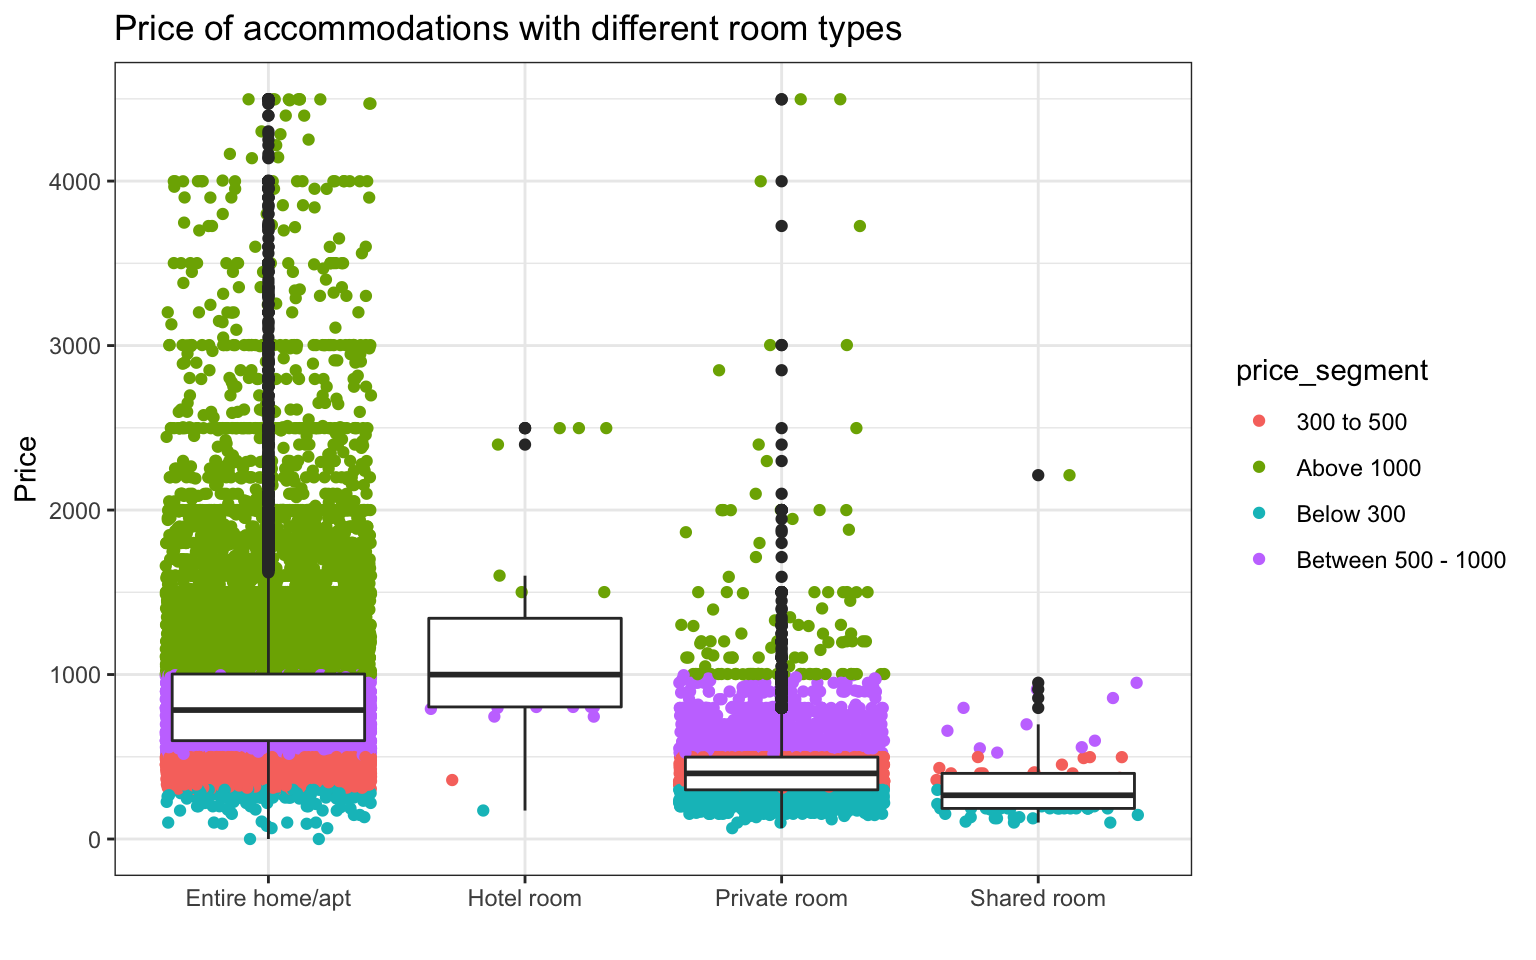 Price of accommodations with different room types
Price
4000
3000
2000
1000
0
Entire home/apt
Hotel room
Private room
Shared room
price_segment
300 to 500
Above 1000
Below 300
Between 500 - 1000